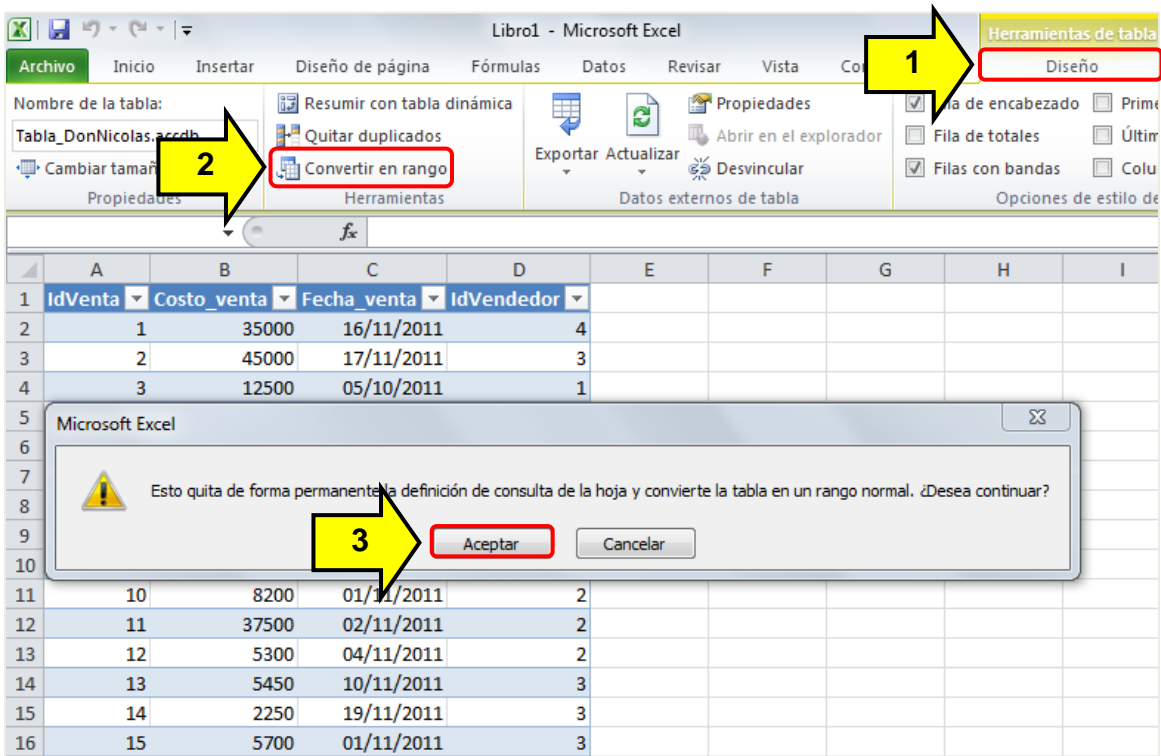 Libro1 - Microsoft Excel
Herramientas de tabla
Archivo Inicio Insertar Diseño de página Fórmulas Datos Revisar Vista 1 Diseño
Nombre de la tabla: Resumir con tabla dinámica Propiedades de encabezado
Tabla_DonNicolas.accdb Quitar duplicados Exportar Actualizar Abrir en el explorador Fila de totales
Cambiar 2 Convertir en rango Desvincular Filas con bandas
Propiedades Herramientas Datos externos de tabla Opciones de estilo de
fx
A B C D E F G H I
1 IdVenta Costo_venta Fecha_venta IdVendedor
2 1 35000 16/11/2011 4
3 2 45000 17/11/2011 3
4 3 12500 05/10/2011 1
5
Microsoft Excel
6
7
Esto quita de forma permanente la definición de consulta de la hoja y convierte la tabla en un rango normal. ¿Desea continuar?
8
9 3 Aceptar Cancelar
10
11 10 8200 01/11/2011 2
12 11 37500 02/11/2011 2
13 12 5300 04/11/2011 2
14 13 5450 10/11/2011 3
15 14 2250 19/11/2011 3
16 15 5700 01/11/2011 3